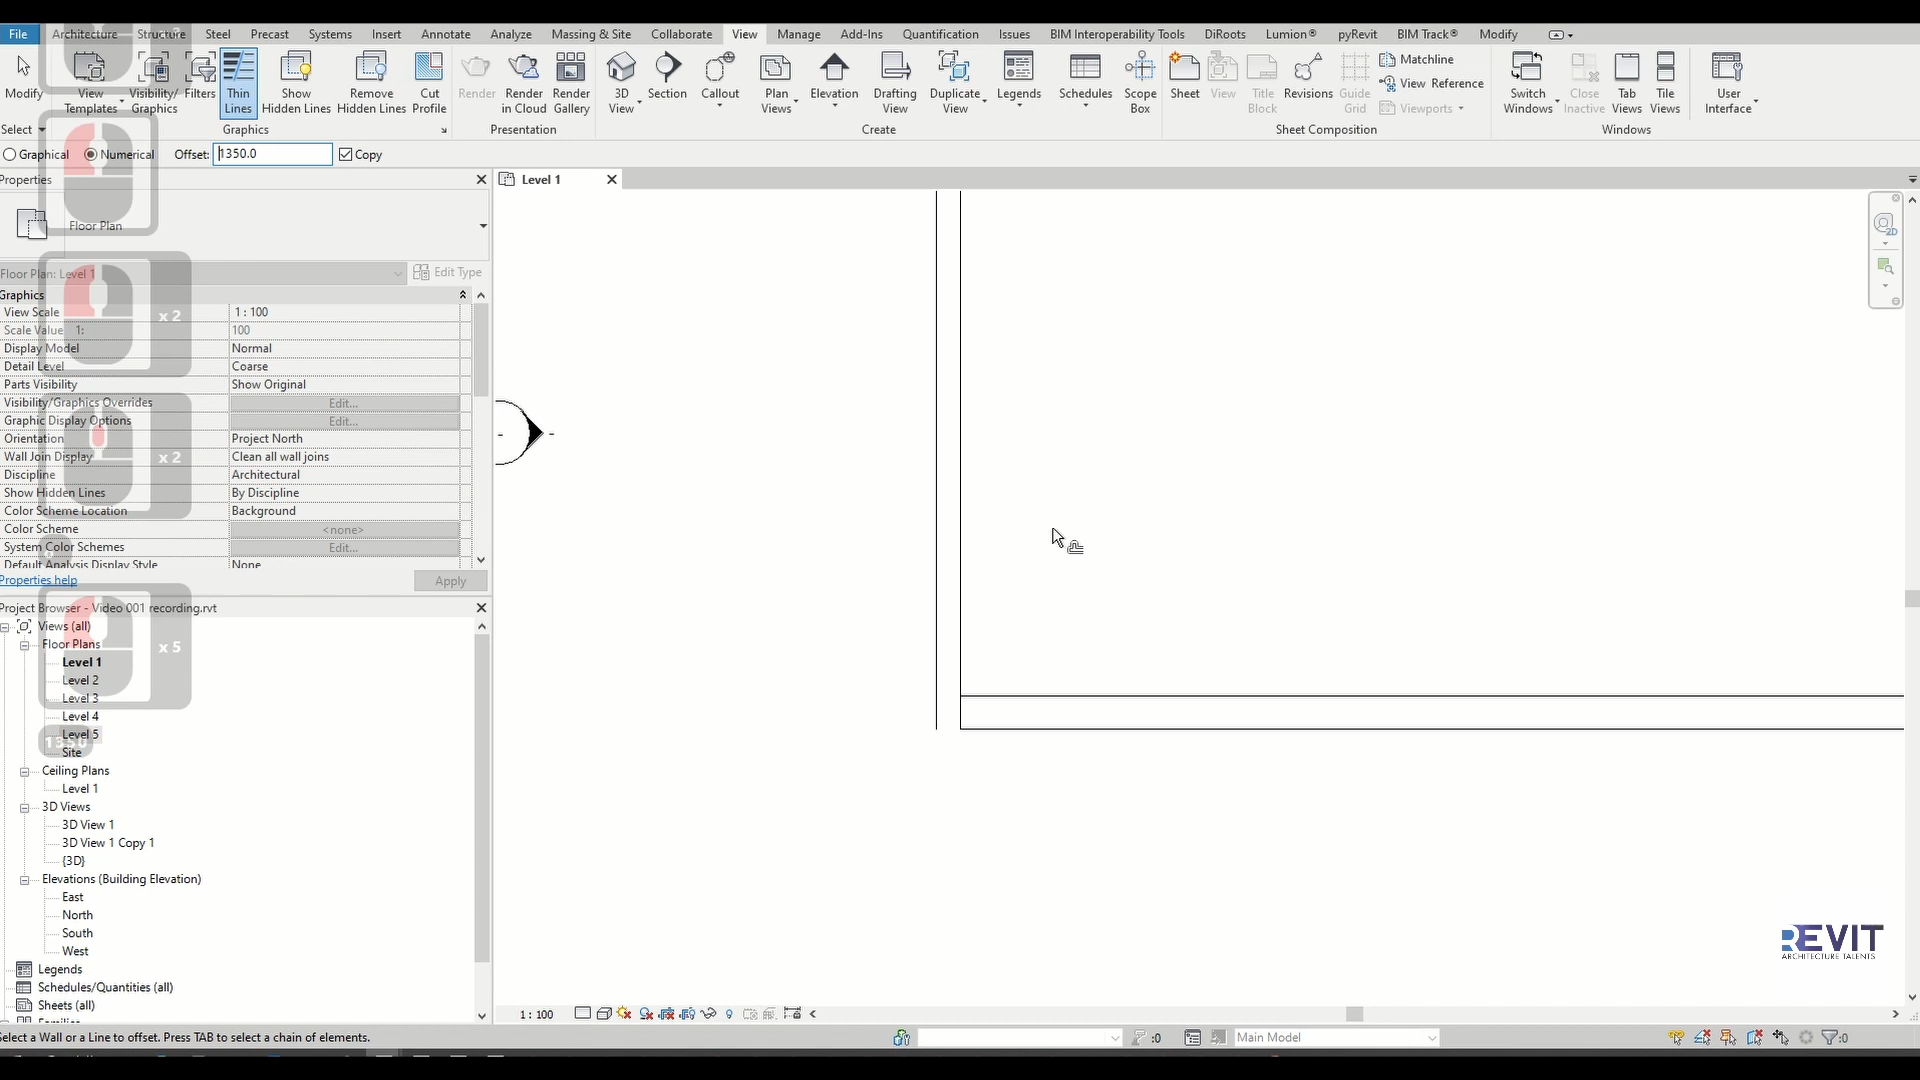 File Architecture Structure Steel Precast Systems Insert Annotate Analyze Massing & Site Collaborate View Manage Add-Ins Quantification Issues BIM Interoperability Tools DiRoots Lumion® pyRevit BIM Track® Modify
Modify View Templates Visibility/ Graphics Filters Thin Lines Show Hidden Lines Remove Hidden Lines Cut Profile Render Render in Cloud Render Gallery 3D View Section Callout Plan Views Elevation Drafting View Duplicate View Legends Schedules Scope Box Sheet View Title Block Revisions Guide Grid Matchline View Reference Viewports Switch Windows Close Inactive Tab Views Tile Views User Interface
Select Graphics Presentation Create Sheet Composition Windows
Graphical Numerical Offset: 1350.0 Copy
Properties
Level 1
Floor Plan
Floor Plan: Level 1 Edit Type
Graphics
View Scale 1 : 100
Scale Value 1: 100
Display Model Normal
Detail Level Coarse
Parts Visibility Show Original
Visibility/Graphics Overrides Edit...
Graphic Display Options Edit...
Orientation Project North
Wall Join Display Clean all wall joins
Discipline Architectural
Show Hidden Lines By Discipline
Color Scheme Location Background
Color Scheme <none>
System Color Schemes Edit...
Default Analysis Display Style None
Properties help Apply
x 2
x 2
x 5
1350
Project Browser - Video 001 recording.rvt
Views (all)
Floor Plans
Level 1
Level 2
Level 3
Level 4
Level 5
Site
Ceiling Plans
Level 1
3D Views
3D View 1
3D View 1 Copy 1
{3D}
Elevations (Building Elevation)
East
North
South
West
Legends
Schedules/Quantities (all)
Sheets (all)
2D
REVIT
ARCHITECTURE TALENTS
1 : 100
Select a Wall or a Line to offset. Press TAB to select a chain of elements.
:0 Main Model :0